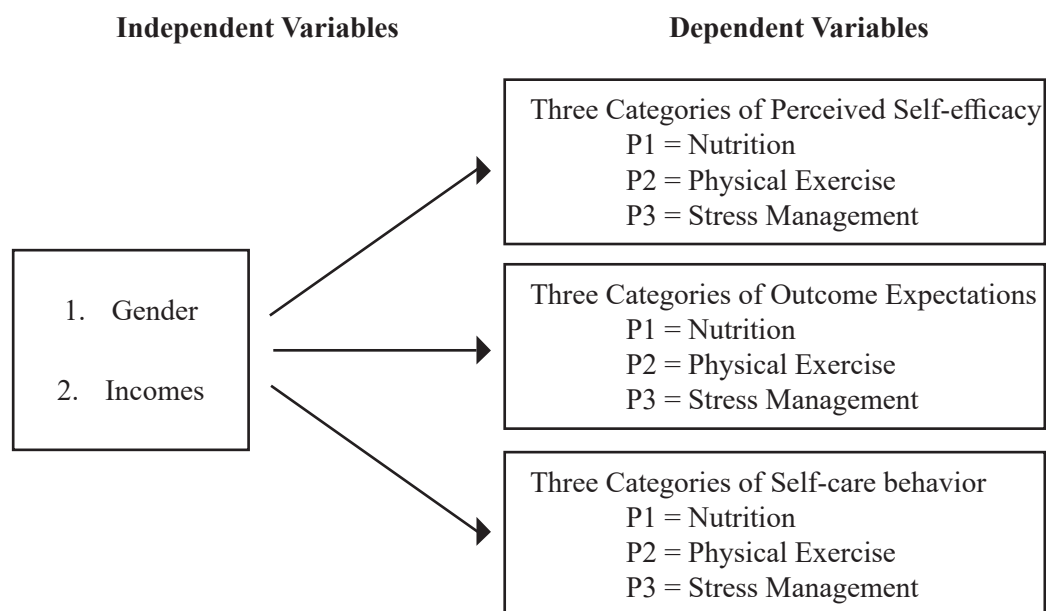 Independent Variables
Dependent Variables
1. Gender
2. Incomes
Three Categories of Perceived Self-efficacy
P1 = Nutrition
P2 = Physical Exercise
P3 = Stress Management
Three Categories of Outcome Expectations
P1 = Nutrition
P2 = Physical Exercise
P3 = Stress Management
Three Categories of Self-care behavior
P1 = Nutrition
P2 = Physical Exercise
P3 = Stress Management